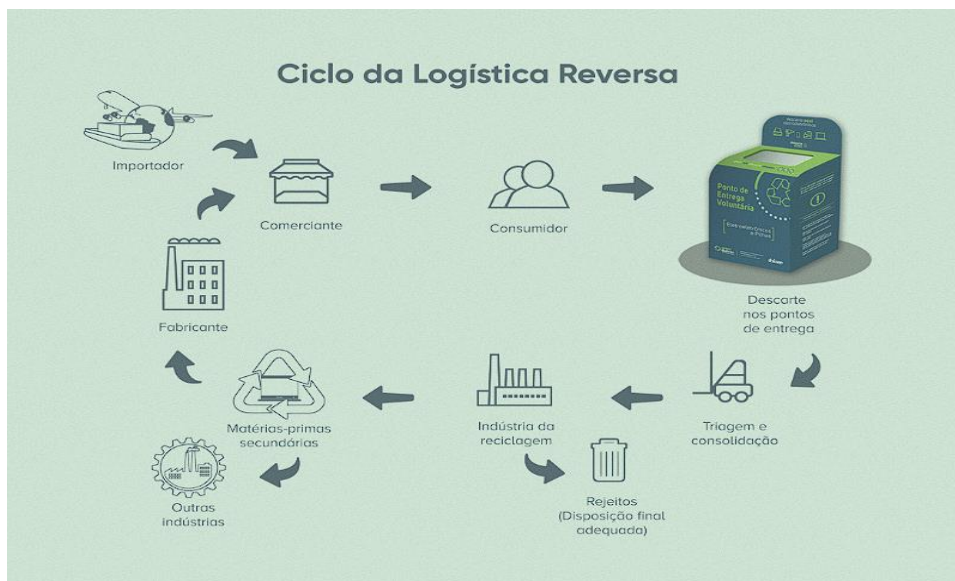 Ciclo da Logística Reversa
Importador
Comerciante
Consumidor
Ponto de
Entrega
Voluntária
Descarte
nos pontos
de entrega
Fabricante
Matérias-primas
secundárias
Indústria da
reciclagem
Triagem e
consolidação
Outras
indústrias
Rejeitos
(Disposição final
adequada)